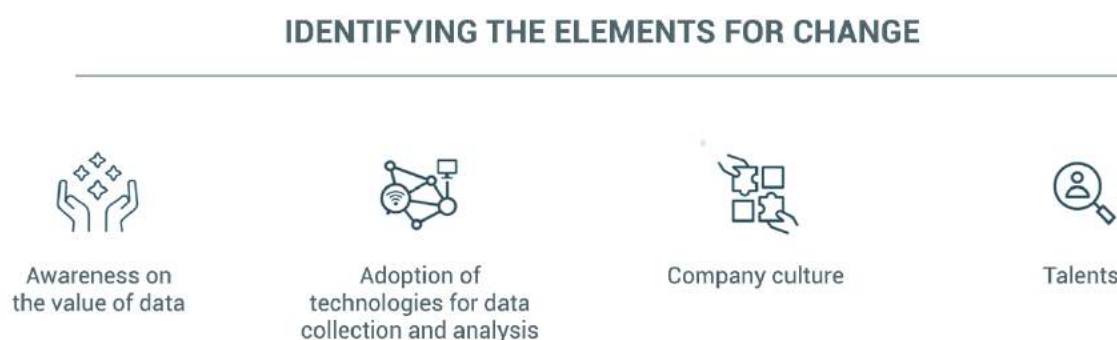 IDENTIFYING THE ELEMENTS FOR CHANGE
Awareness on
the value of data
Adoption of
technologies for data
collection and analysis
Company culture
Talents